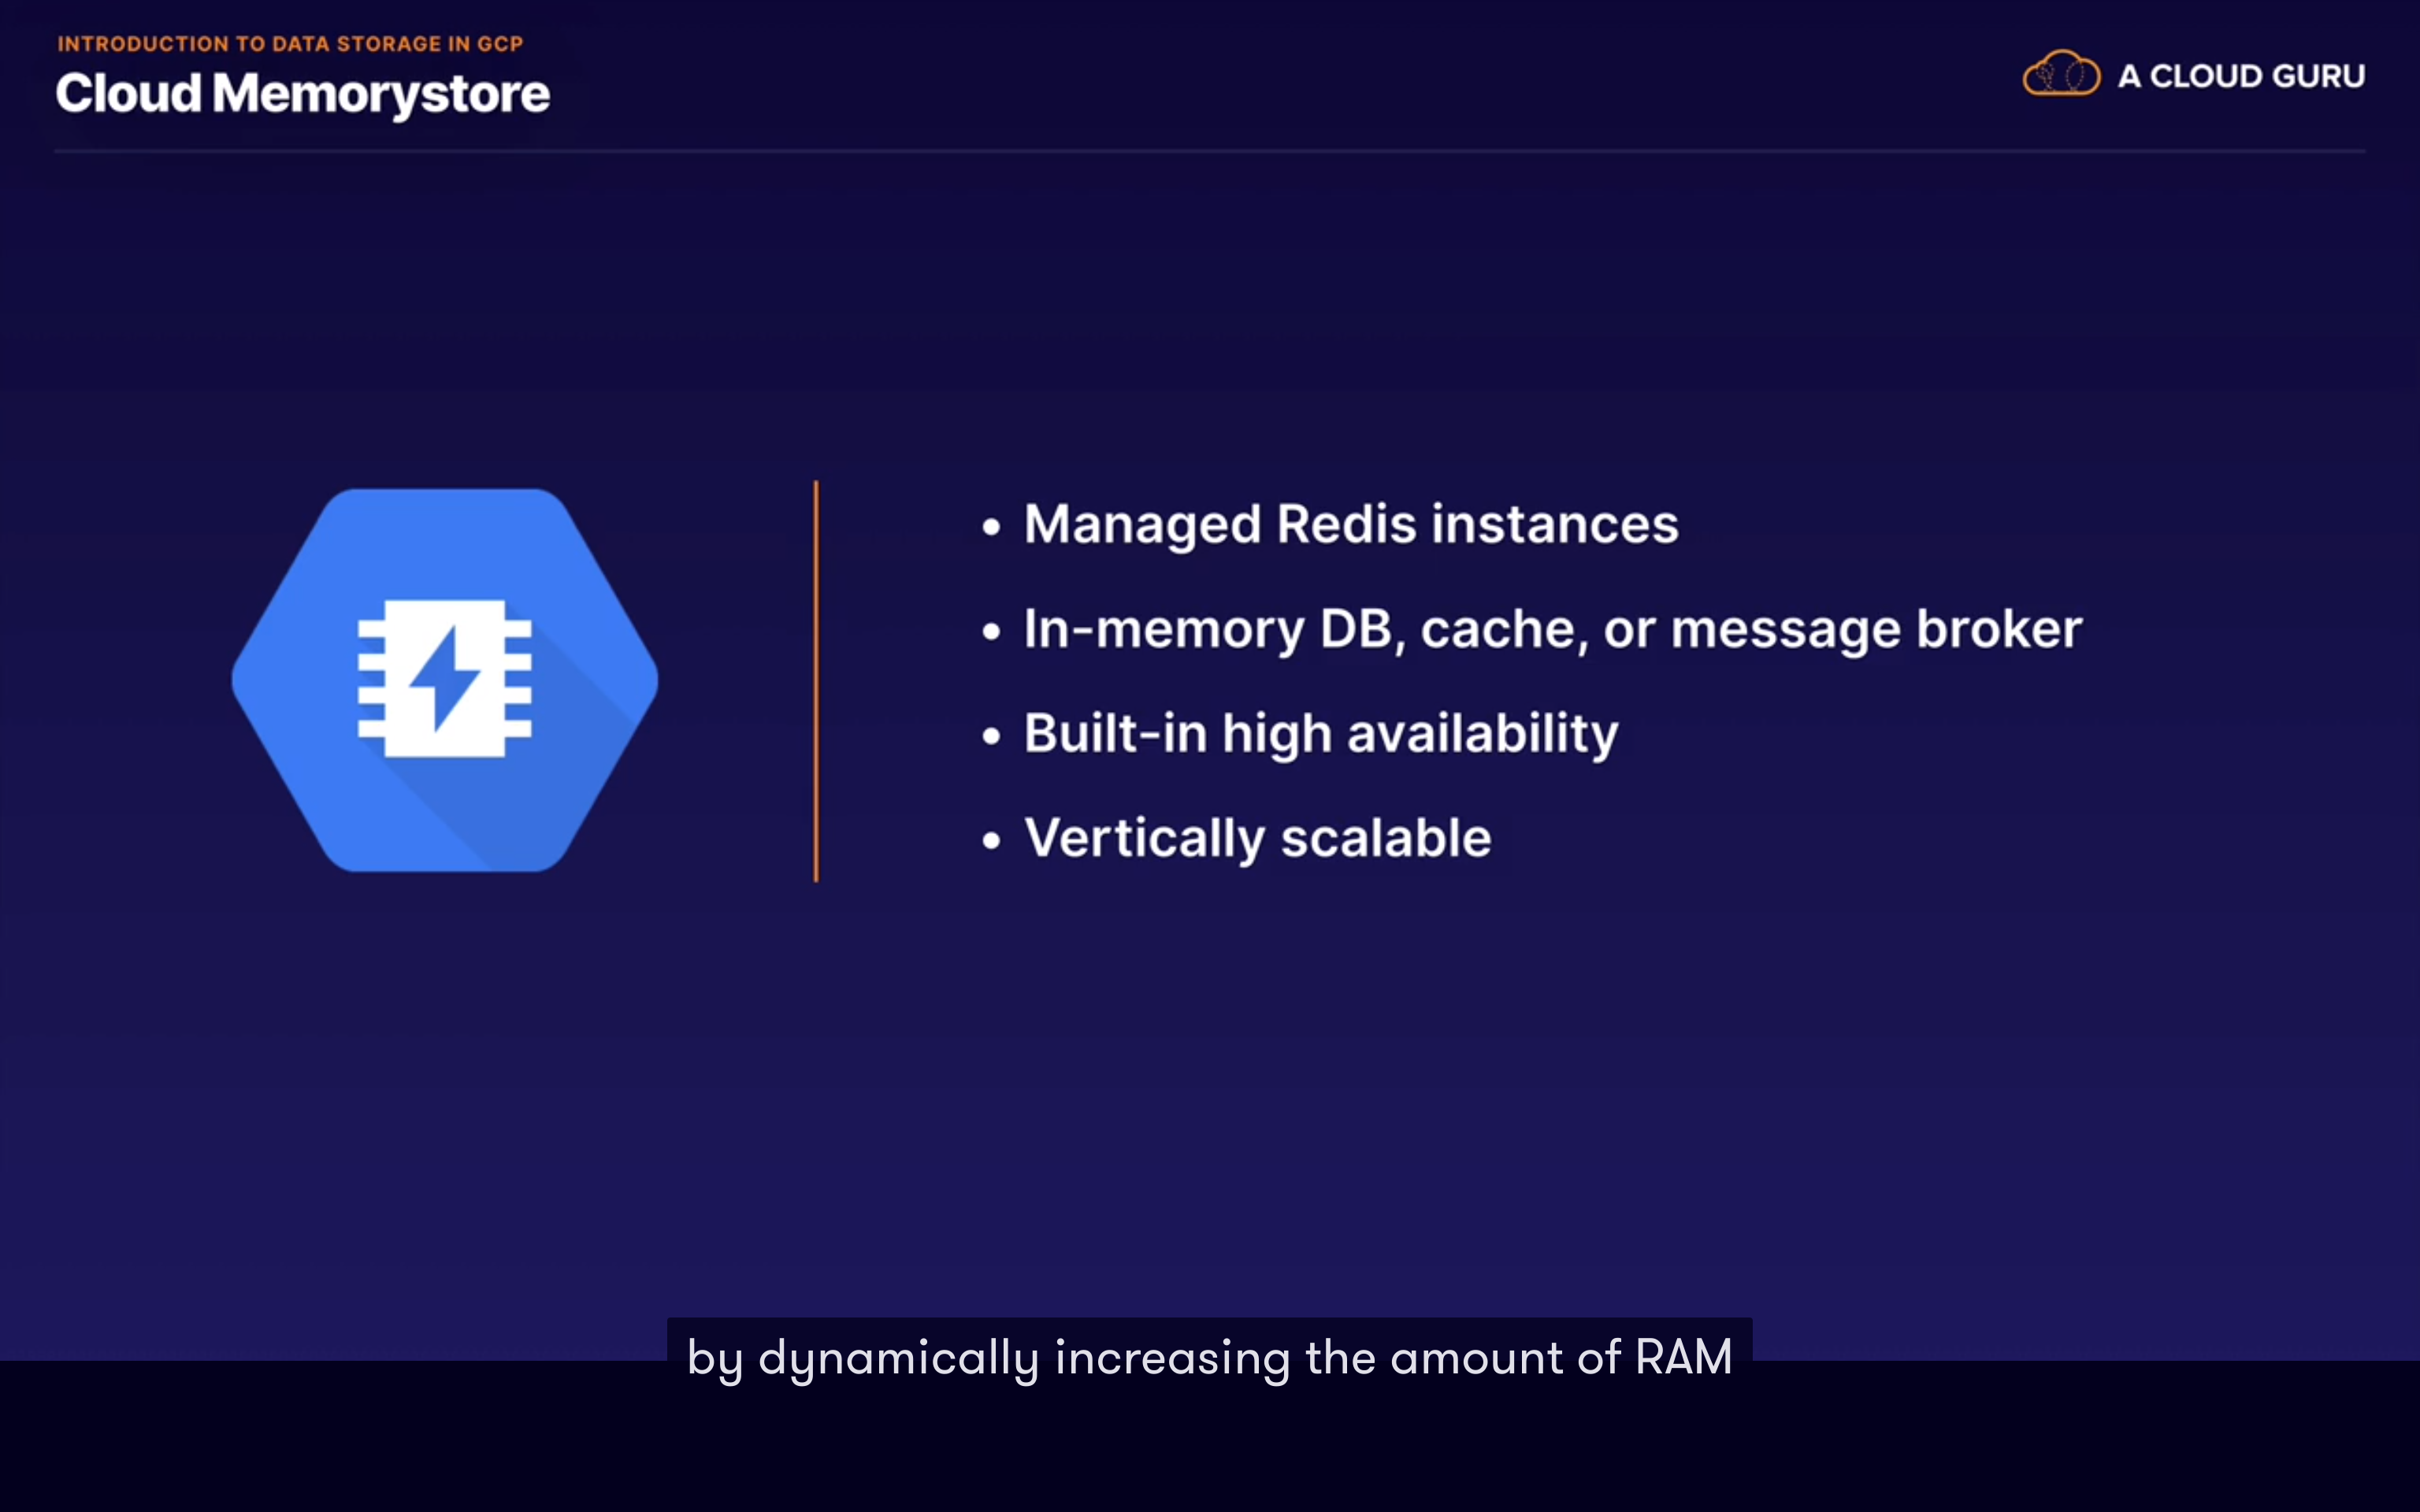 INTRODUCTION TO DATA STORAGE IN GCP
Cloud Memorystore
A CLOUD GURU
• Managed Redis instances
• In-memory DB, cache, or message broker
• Built-in high availability
• Vertically scalable
by dynamically increasing the amount of RAM